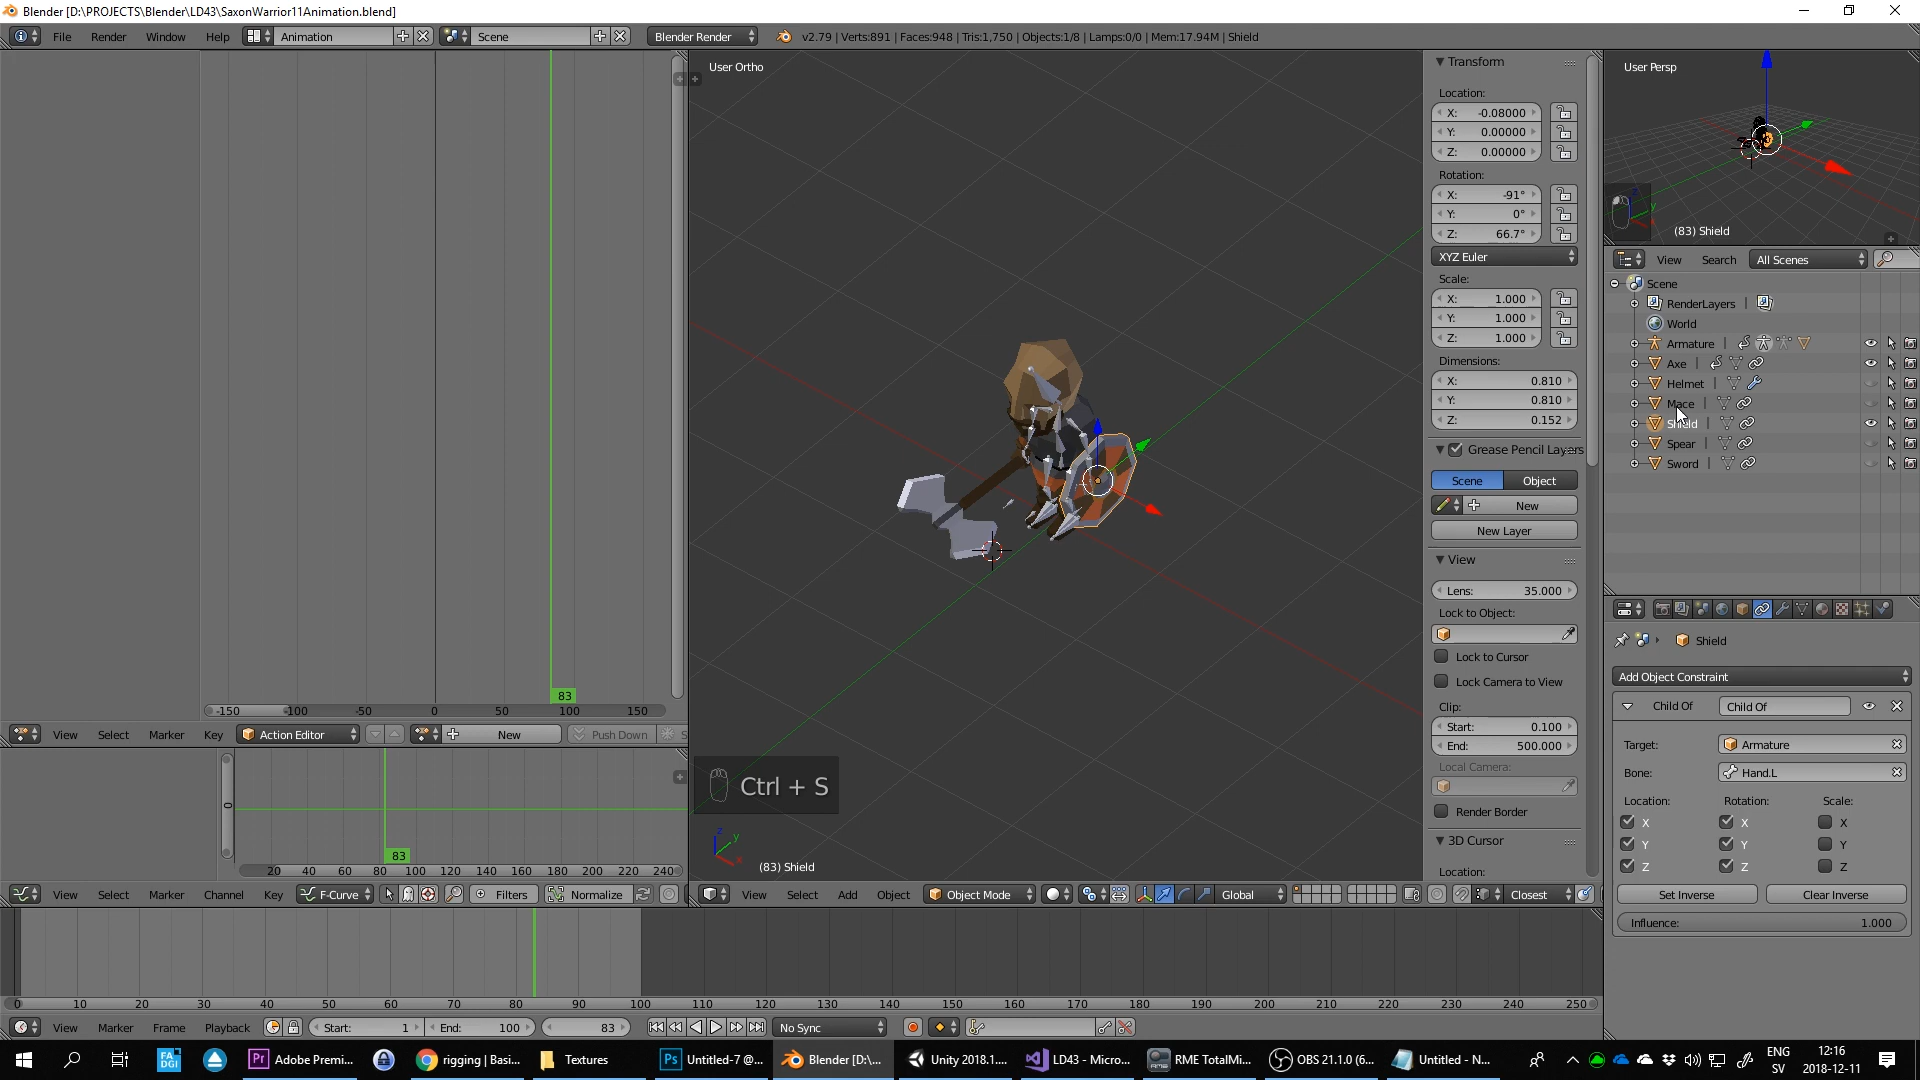 Blender [D:\PROJECTS\Blender\LD43\SaxonWarrior11Animation.blend]
File Render Window Help Animation Scene Blender Render v2.79 | Verts:891 | Faces:948 | Tris:1,750 | Objects:1/8 | Lamps:0/0 | Mem:17.94M | Shield
User Ortho
Transform
Location:
X: -0.08000
Y: 0.00000
Z: 0.00000
Rotation:
X: -91°
Y: 0°
Z: 66.7°
XYZ Euler
Scale:
X: 1.000
Y: 1.000
Z: 1.000
Dimensions:
X: 0.810
Y: 0.810
Z: 0.152
Grease Pencil Layers
Scene Object
New
New Layer
View
Lens: 35.000
Lock to Object:
Lock to Cursor
Lock Camera to View
Clip:
Start: 0.100
End: 500.000
Local Camera:
Render Border
3D Cursor
Location:
User Persp
(83) Shield
View Search All Scenes
Scene
RenderLayers
World
Armature
Axe
Helmet
Mace
Shield
Spear
Sword
Shield
Add Object Constraint
Child Of Child Of
Target: Armature
Bone: Hand.L
Location: Rotation: Scale:
X X X
Y Y Y
Z Z Z
Set Inverse Clear Inverse
Influence: 1.000
83
-150 -100 -50 0 50 100 150
View Select Marker Key Action Editor New Push Down S
0
83
20 40 60 80 100 120 140 160 180 200 220 240
View Select Marker Channel Key F-Curve Filters Normalize
Ctrl + S
z y x
(83) Shield
View Select Add Object Object Mode Global Closest
0 10 20 30 40 50 60 70 80 90 100 110 120 130 140 150 160 170 180 190 200 210 220 230 240 250
View Marker Frame Playback Start: 1 End: 100 83 No Sync
FADGI Pr Adobe Premi... rigging | Basi... Textures Ps Untitled-7 @... Blender [D:\... Unity 2018.1.... LD43 - Micro... RME TotalMi... OBS 21.1.0 (6... Untitled - N... ENG SV 12:16 2018-12-11